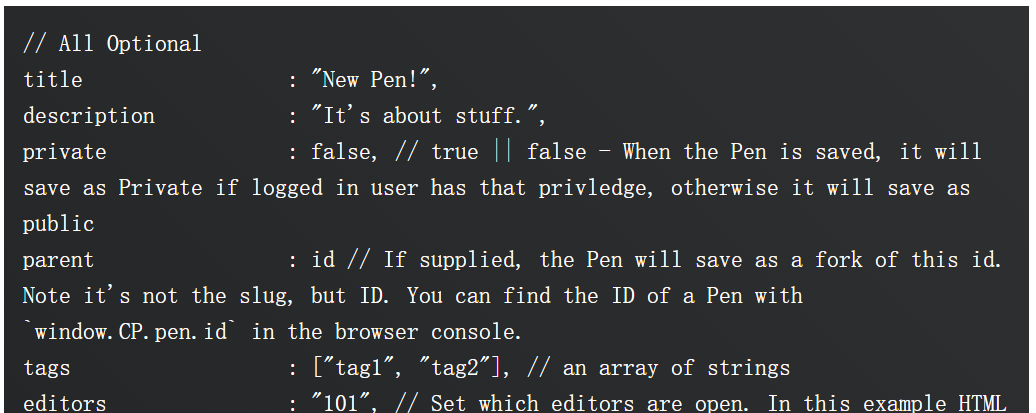 // All Optional
title : "New Pen!",
description : "It's about stuff.",
private : false, // true || false - When the Pen is saved, it will
save as Private if logged in user has that privledge, otherwise it will save as
public
parent : id // If supplied, the Pen will save as a fork of this id.
Note it's not the slug, but ID. You can find the ID of a Pen with
`window.CP.pen.id` in the browser console.
tags : ["tag1", "tag2"], // an array of strings
editors : "101", // Set which editors are open. In this example HTML